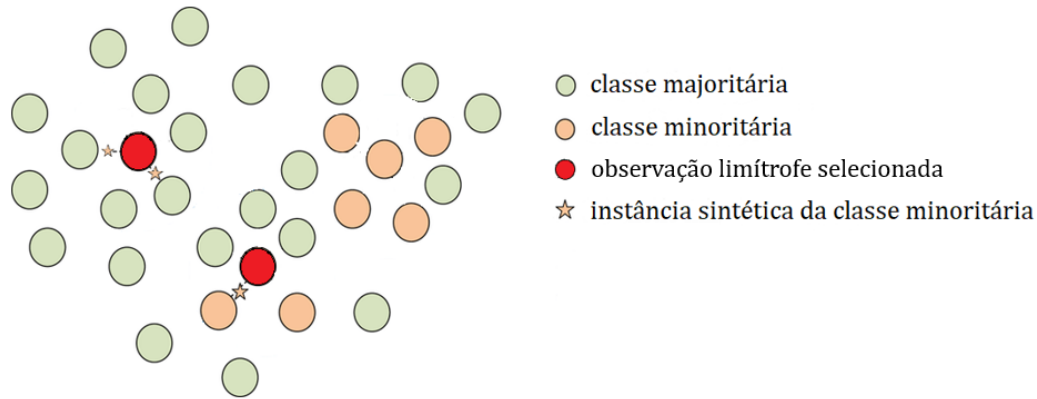 classe majoritária
classe minoritária
observação limítrofe selecionada
instância sintética da classe minoritária